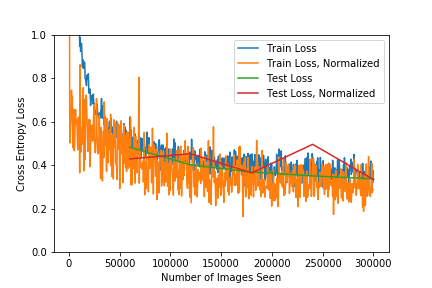 1.0
0.8
0.6
0.4
0.2
0.0
Cross Entropy Loss
Train Loss
Train Loss, Normalized
Test Loss
Test Loss, Normalized
0 50000 100000 150000 200000 250000 300000
Number of Images Seen